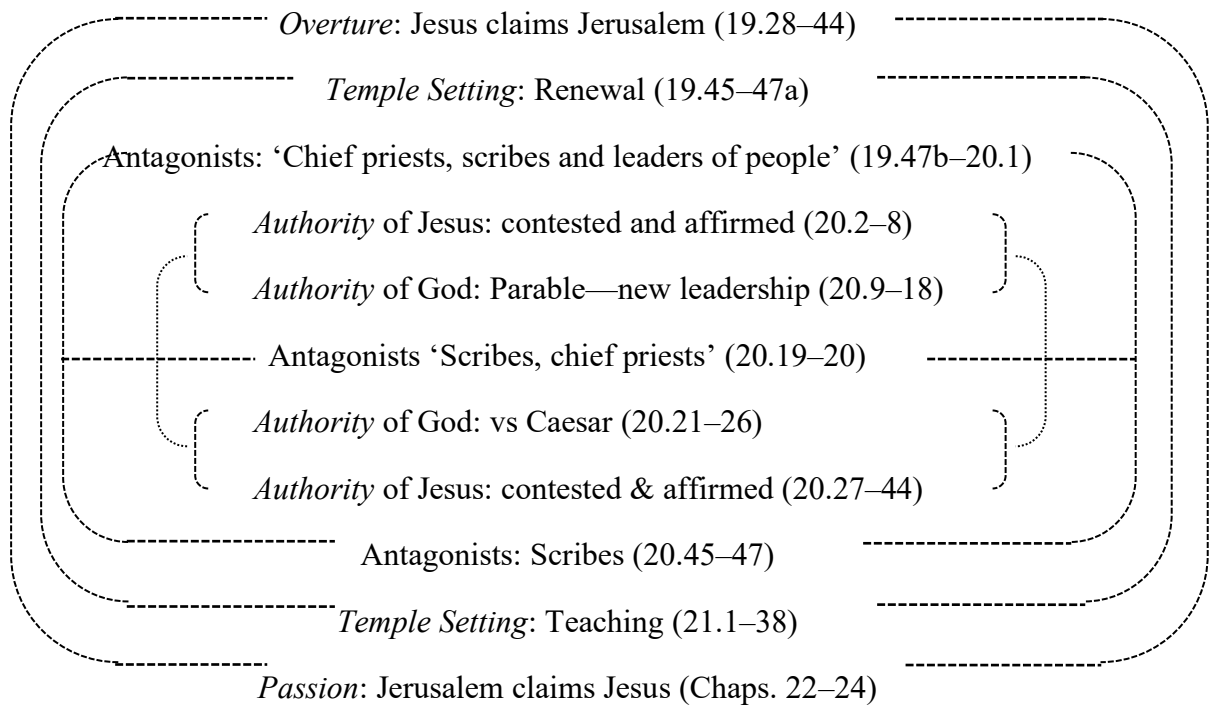 Overture: Jesus claims Jerusalem (19.28–44)
Temple Setting: Renewal (19.45–47a)
Antagonists: ‘Chief priests, scribes and leaders of people’ (19.47b–20.1)
Authority of Jesus: contested and affirmed (20.2–8)
Authority of God: Parable—new leadership (20.9–18)
Antagonists ‘Scribes, chief priests’ (20.19–20)
Authority of God: vs Caesar (20.21–26)
Authority of Jesus: contested & affirmed (20.27–44)
Antagonists: Scribes (20.45–47)
Temple Setting: Teaching (21.1–38)
Passion: Jerusalem claims Jesus (Chaps. 22–24)